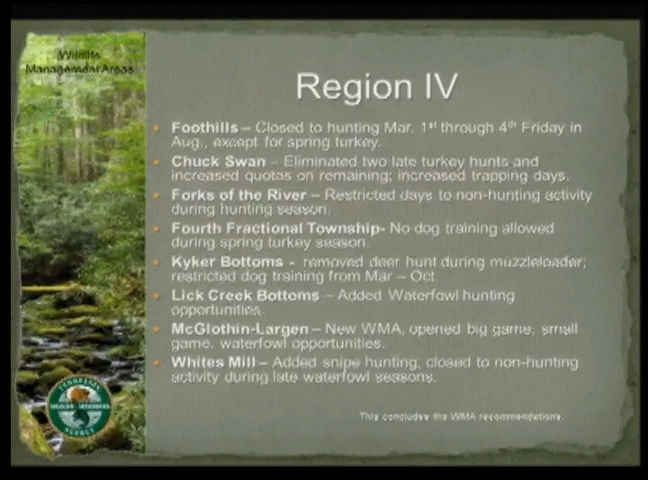 Wildlife
Management Areas
Region IV
Foothills – Closed to hunting Mar. 1st through 4th Friday in
Aug., except for spring turkey.
Chuck Swan – Eliminated two late turkey hunts and
increased quotas on remaining; increased trapping days.
Forks of the River – Restricted days to non-hunting activity
during hunting season.
Fourth Fractional Township- No dog training allowed
during spring turkey season.
Kyker Bottoms - removed deer hunt during muzzleloader;
restricted dog training from Mar – Oct.
Lick Creek Bottoms – Added Waterfowl hunting
opportunities.
McGlothin-Largen – New WMA, opened big game, small
game, waterfowl opportunities.
Whites Mill – Added snipe hunting; closed to non-hunting
activity during late waterfowl seasons.
This concludes the WMA recommendations.
TENNESSEE
WILDLIFE RESOURCES
AGENCY